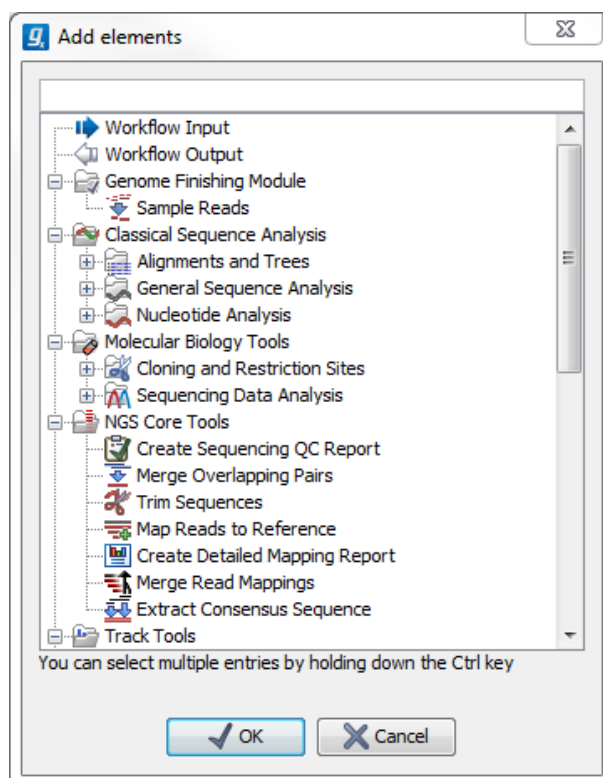 Add elements
Workflow Input
Workflow Output
Genome Finishing Module
Sample Reads
Classical Sequence Analysis
Alignments and Trees
General Sequence Analysis
Nucleotide Analysis
Molecular Biology Tools
Cloning and Restriction Sites
Sequencing Data Analysis
NGS Core Tools
Create Sequencing QC Report
Merge Overlapping Pairs
Trim Sequences
Map Reads to Reference
Create Detailed Mapping Report
Merge Read Mappings
Extract Consensus Sequence
Track Tools
You can select multiple entries by holding down the Ctrl key
OK Cancel